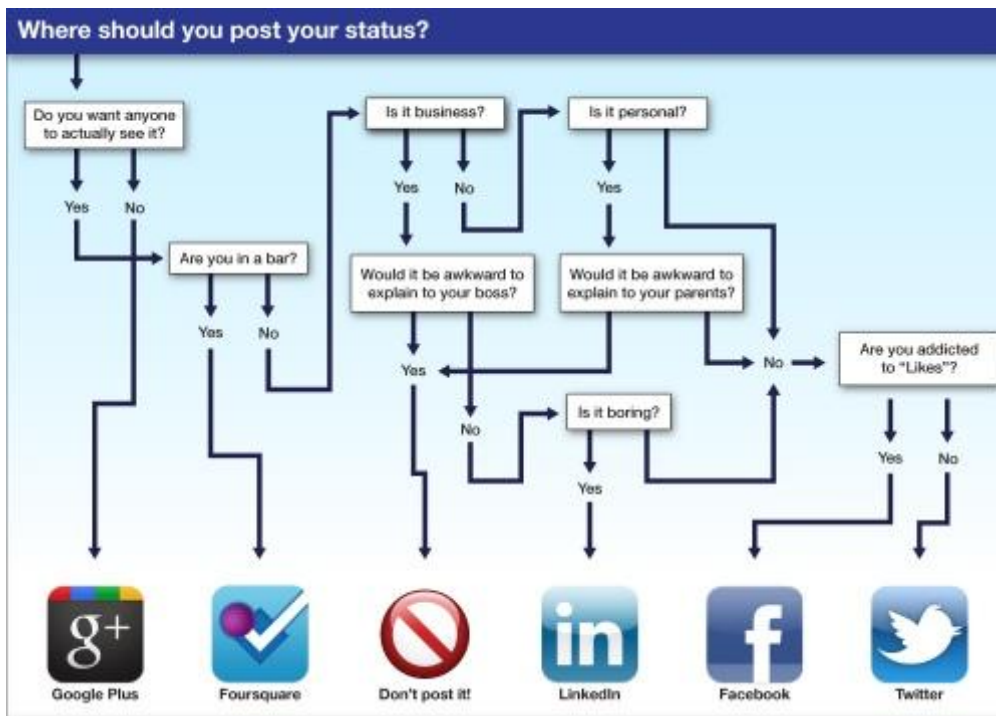 Where should you post your status?
Do you want anyone
to actually see it?
Yes
No
Is it business?
Is it personal?
Yes
No
Yes
Are you in a bar?
Yes
No
Would it be awkward to
explain to your boss?
Would it be awkward to
explain to your parents?
Yes
No
No
Are you addicted
to "Likes"?
Is it boring?
Yes
Yes
No
g+
in
f
Google Plus
Foursquare
Don't post it!
LinkedIn
Facebook
Twitter